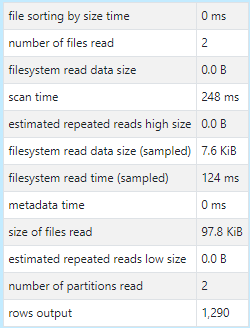 file sorting by size time 0 ms
number of files read 2
filesystem read data size 0.0 B
scan time 248 ms
estimated repeated reads high size 0.0 B
filesystem read data size (sampled) 7.6 KiB
filesystem read time (sampled) 124 ms
metadata time 0 ms
size of files read 97.8 KiB
estimated repeated reads low size 0.0 B
number of partitions read 2
rows output 1,290